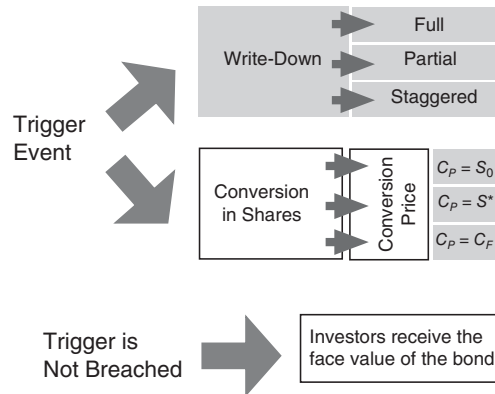 Trigger
Event
Write-Down
Full
Partial
Staggered
Conversion
in Shares
Conversion
Price
C_P = S_0
C_P = S*
C_P = C_F
Trigger is
Not Breached
Investors receive the
face value of the bond